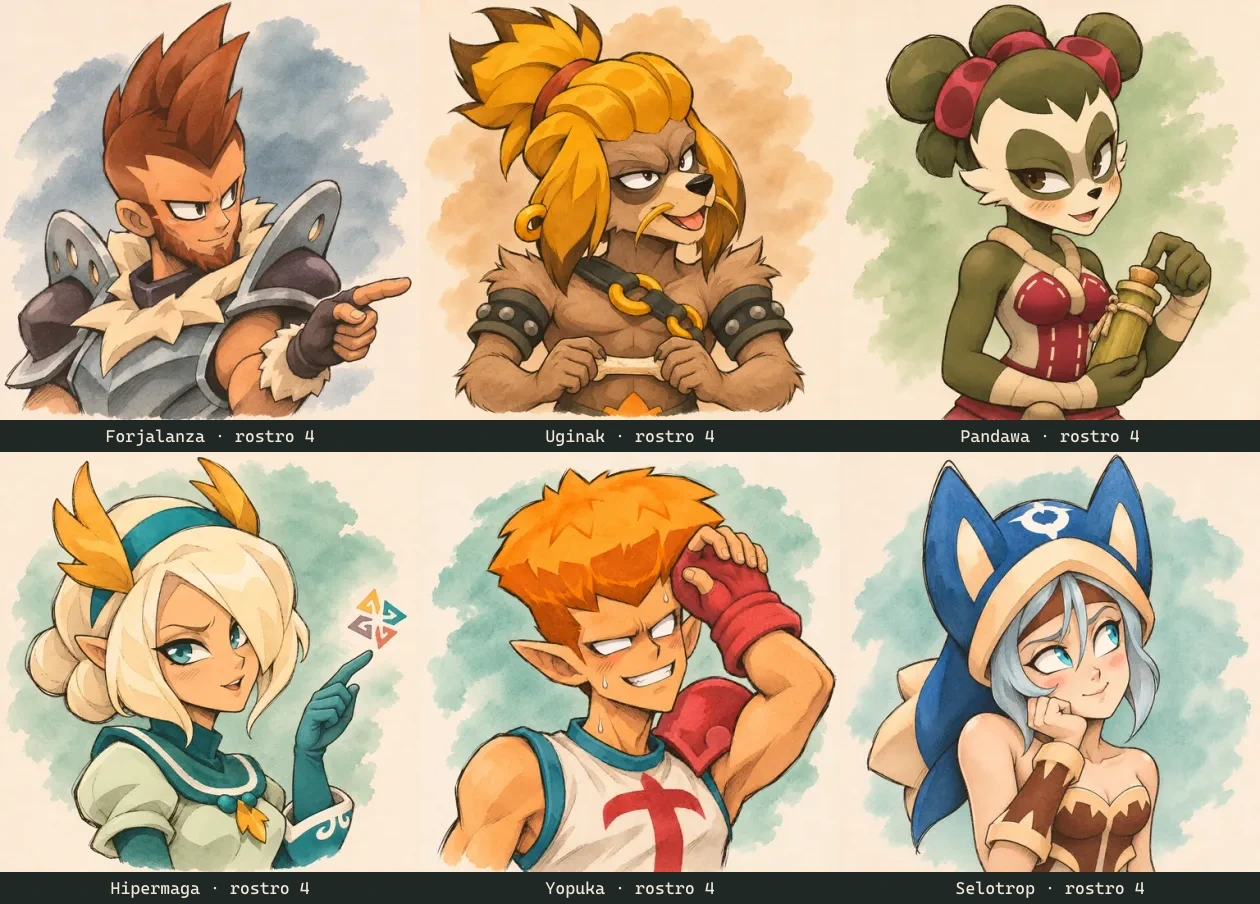 Forjalanza · rostro 4
Uginak · rostro 4
Pandawa · rostro 4
Hipermaga · rostro 4
Yopuka · rostro 4
Selotrop · rostro 4